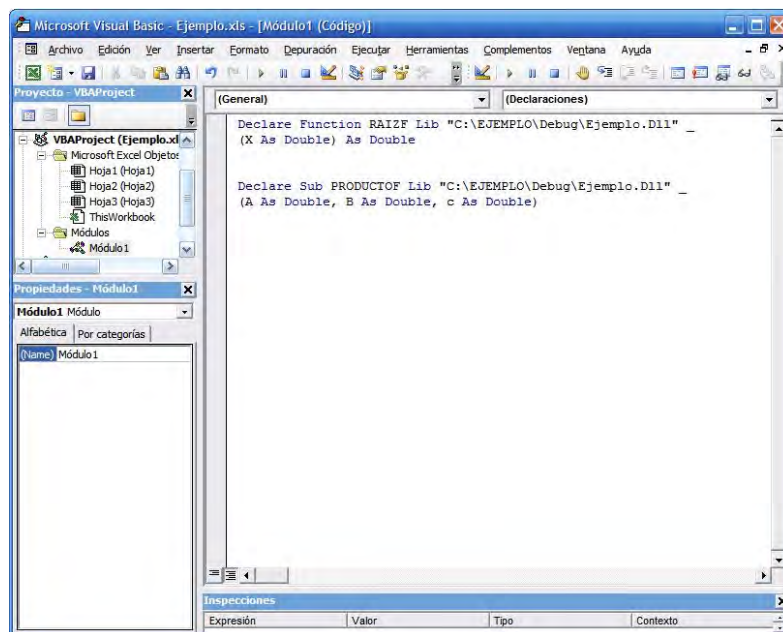 Microsoft Visual Basic - Ejemplo.xls - [Módulo1 (Código)]
Archivo Edición Ver Insertar Formato Depuración Ejecutar Herramientas Complementos Ventana Ayuda
Proyecto - VBAProject
(General)
(Declaraciones)
VBAProject (Ejemplo.xl
Microsoft Excel Objetos
Hoja1 (Hoja1)
Hoja2 (Hoja2)
Hoja3 (Hoja3)
ThisWorkbook
Módulos
Módulo1
Declare Function RAIZF Lib "C:\EJEMPLO\Debug\Ejemplo.Dll" _
(X As Double) As Double
Declare Sub PRODUCTOF Lib "C:\EJEMPLO\Debug\Ejemplo.Dll" _
(A As Double, B As Double, c As Double)
Propiedades - Módulo1
Módulo1 Módulo
Alfabética Por categorías
(Name) Módulo1
Inspecciones
Expresión Valor Tipo Contexto